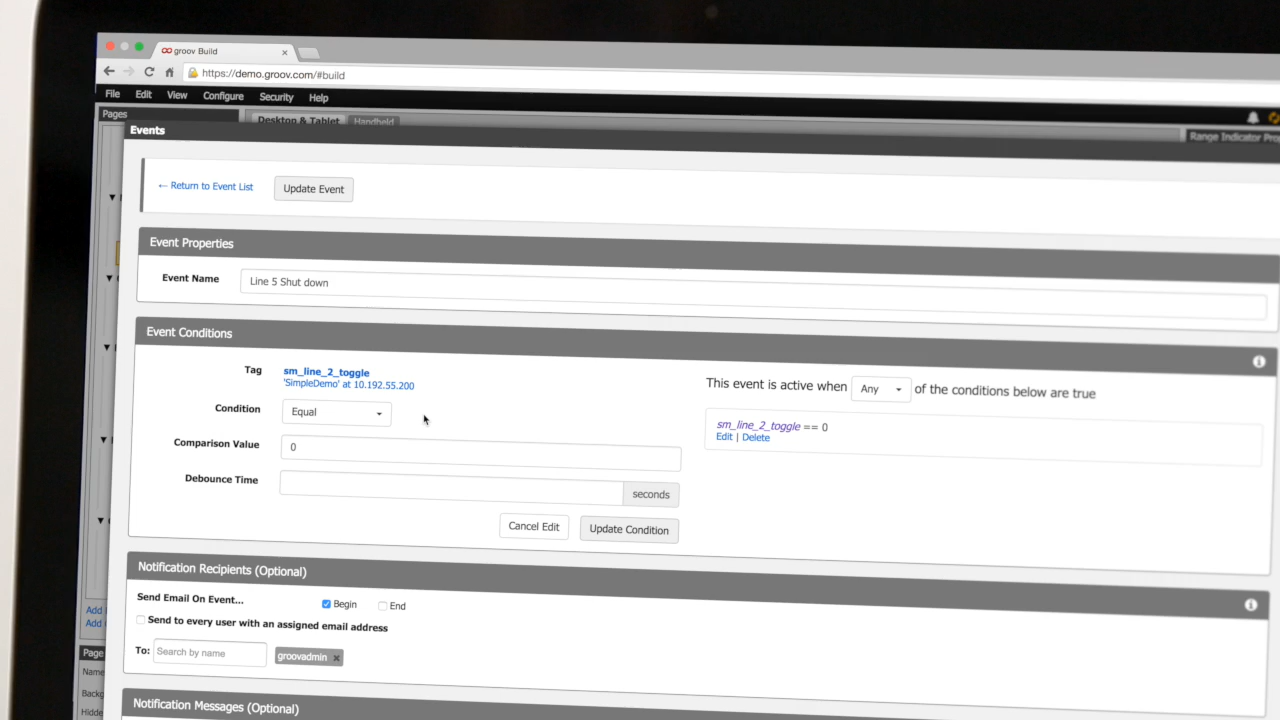 groov Build
https://demo.groov.com/#build
File Edit View Configure Security Help
Pages
Desktop & Tablet Handheld
Range Indicator
Events
← Return to Event List
Update Event
Event Properties
Event Name
Line 5 Shut down
Event Conditions
Tag
sm_line_2_toggle
'SimpleDemo' at 10.192.55.200
Condition
Equal
Comparison Value
0
Debounce Time
seconds
Cancel Edit
Update Condition
This event is active when Any of the conditions below are true
sm_line_2_toggle == 0
Edit | Delete
Notification Recipients (Optional)
Send Email On Event...
Begin
End
Send to every user with an assigned email address
To:
Search by name
groovadmin ×
Notification Messages (Optional)
Add
Add
Page
Name
Hidde